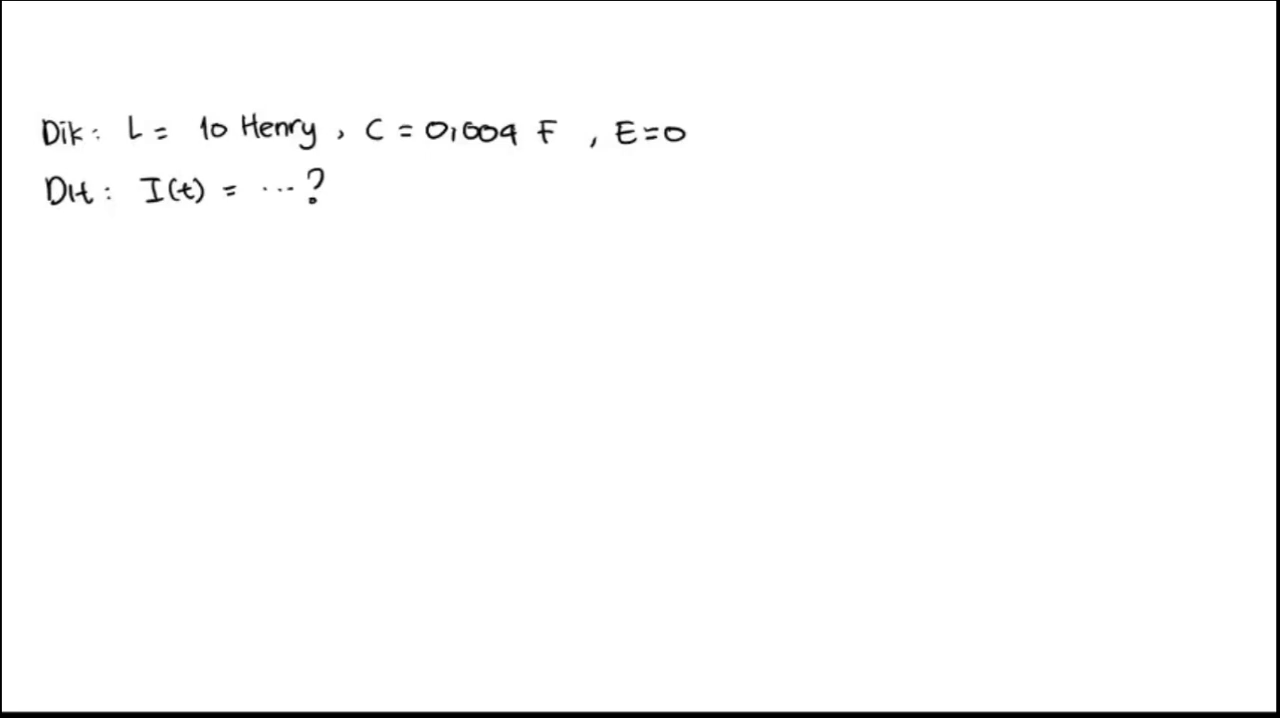 Dik : L = 10 Henry , C = 0,004 F , E=0
Dit : I(t) = ... ?